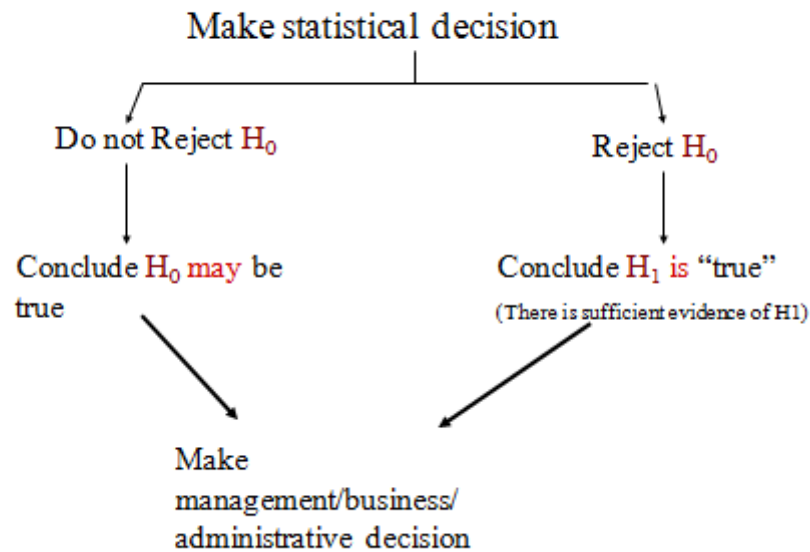 Make statistical decision
Do not Reject H₀
Reject H₀
Conclude H₀ may be
true
Conclude H₁ is “true”
(There is sufficient evidence of H1)
Make
management/business/
administrative decision